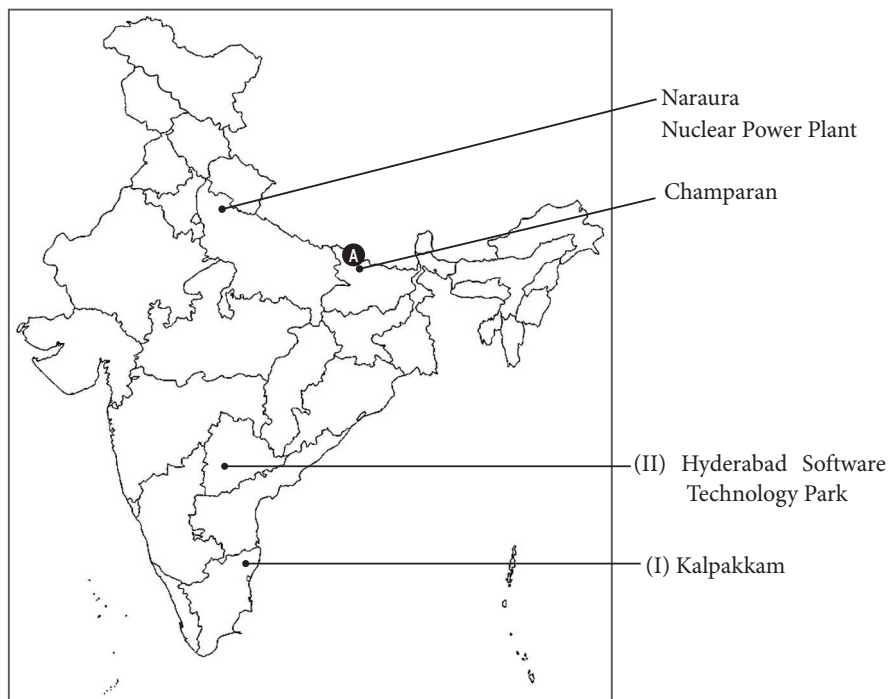 Naraura
Nuclear Power Plant
Champaran
A
(II) Hyderabad Software
Technology Park
(I) Kalpakkam